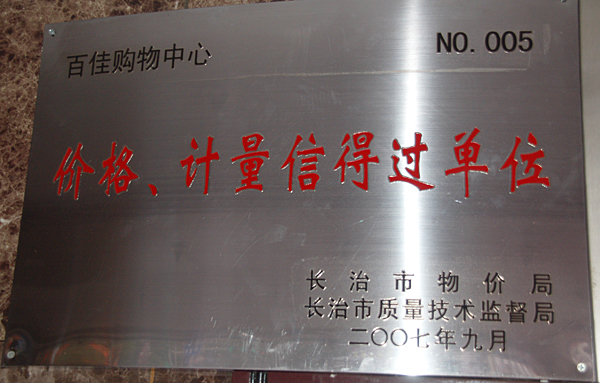 百佳购物中心 NO.005
价格、计量信得过单位
长治市物价局
长治市质量技术监督局
二〇〇七年九月